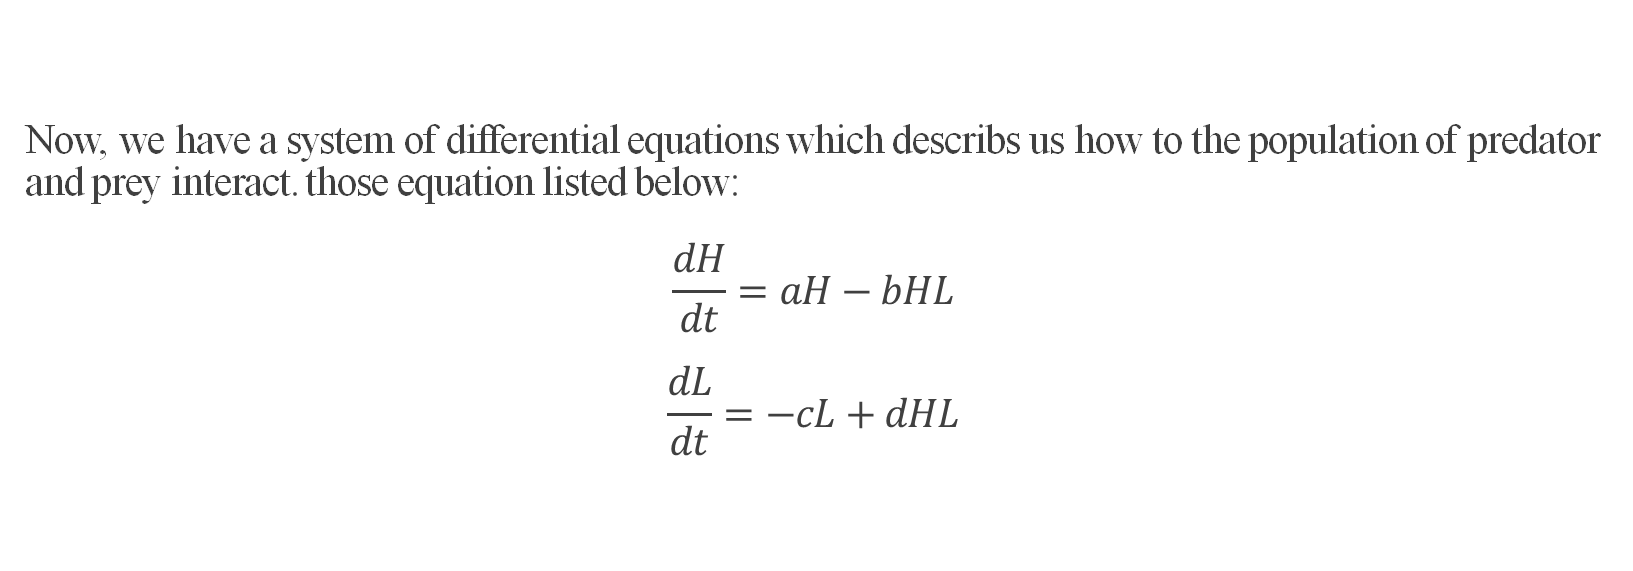 Now, we have a system of differential equations which describs us how to the population of predator
and prey interact. those equation listed below:
dH/dt = aH − bHL
dL/dt = −cL + dHL